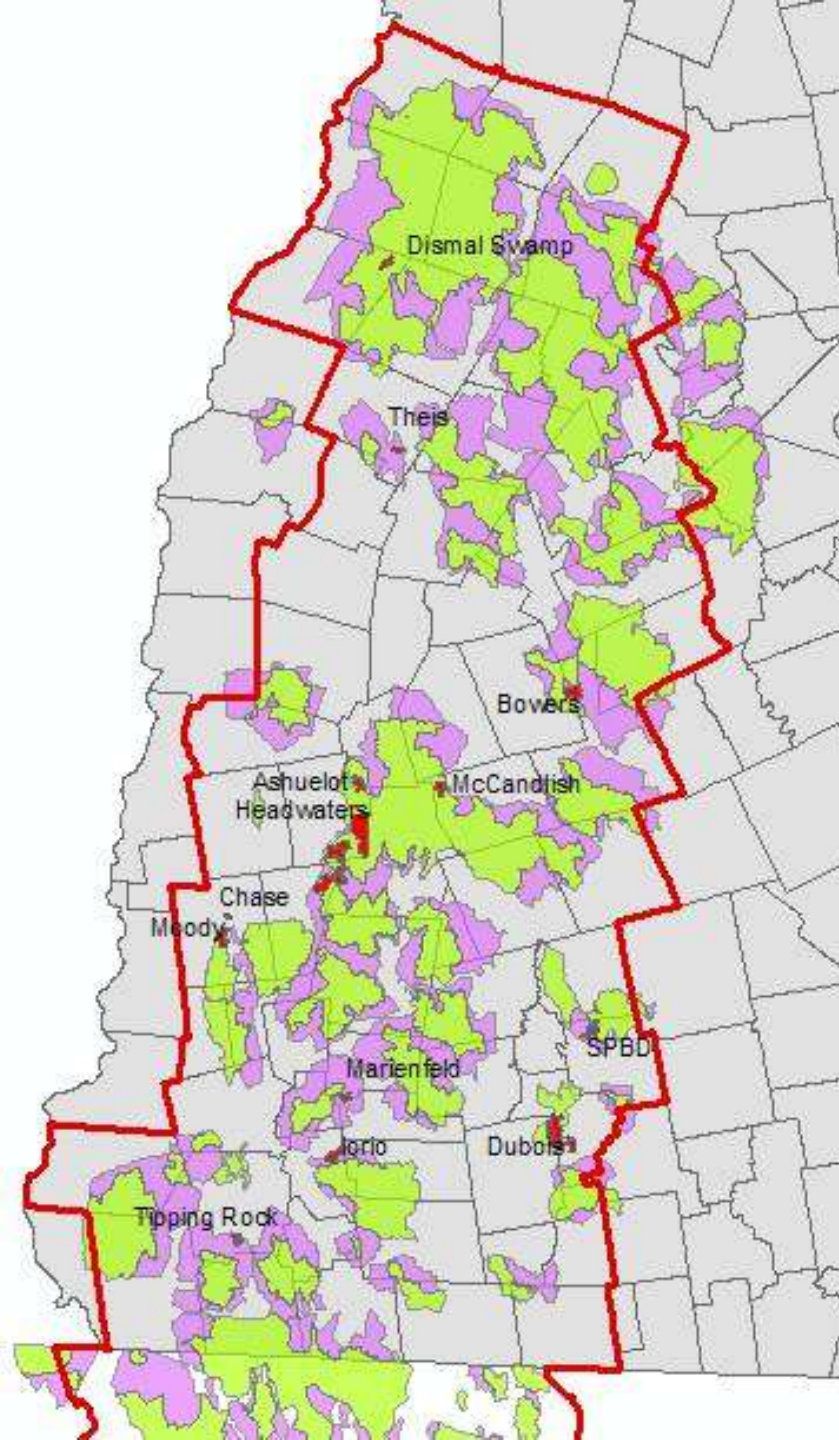 Dismal Swamp
Theis
Bowers
Ashuelot
Headwaters
McCandlish
Chase
Moody
SPBD
Marienfeld
Iorio
Dubois
Tipping Rock